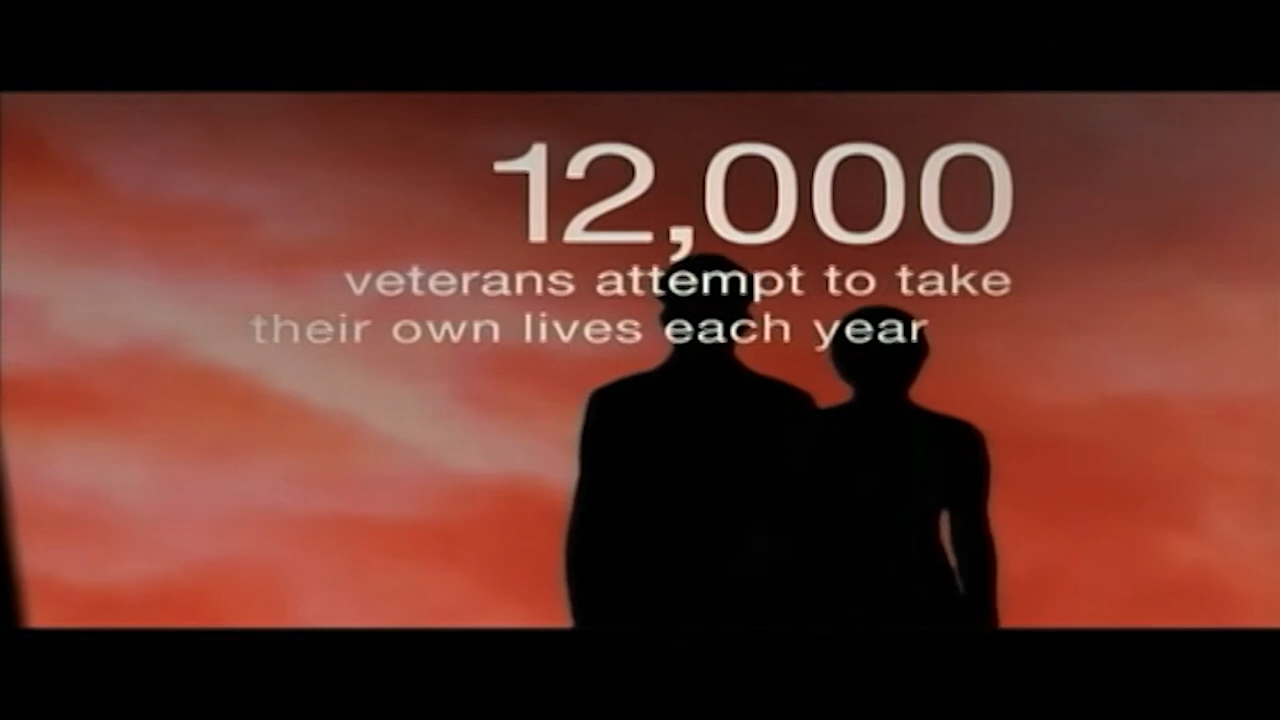 12,000
veterans attempt to take
their own lives each year